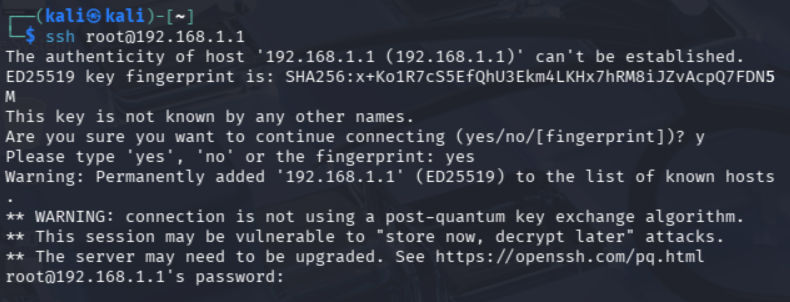 ┌──(kali㉿kali)-[~]
└─$ ssh root@192.168.1.1
The authenticity of host '192.168.1.1 (192.168.1.1)' can't be established.
ED25519 key fingerprint is: SHA256:x+Ko1R7cS5EfQhU3Ekm4LKHx7hRM8iJZvAcpQ7FDN5
M
This key is not known by any other names.
Are you sure you want to continue connecting (yes/no/[fingerprint])? y
Please type 'yes', 'no' or the fingerprint: yes
Warning: Permanently added '192.168.1.1' (ED25519) to the list of known hosts
.
** WARNING: connection is not using a post-quantum key exchange algorithm.
** This session may be vulnerable to "store now, decrypt later" attacks.
** The server may need to be upgraded. See https://openssh.com/pq.html
root@192.168.1.1's password: